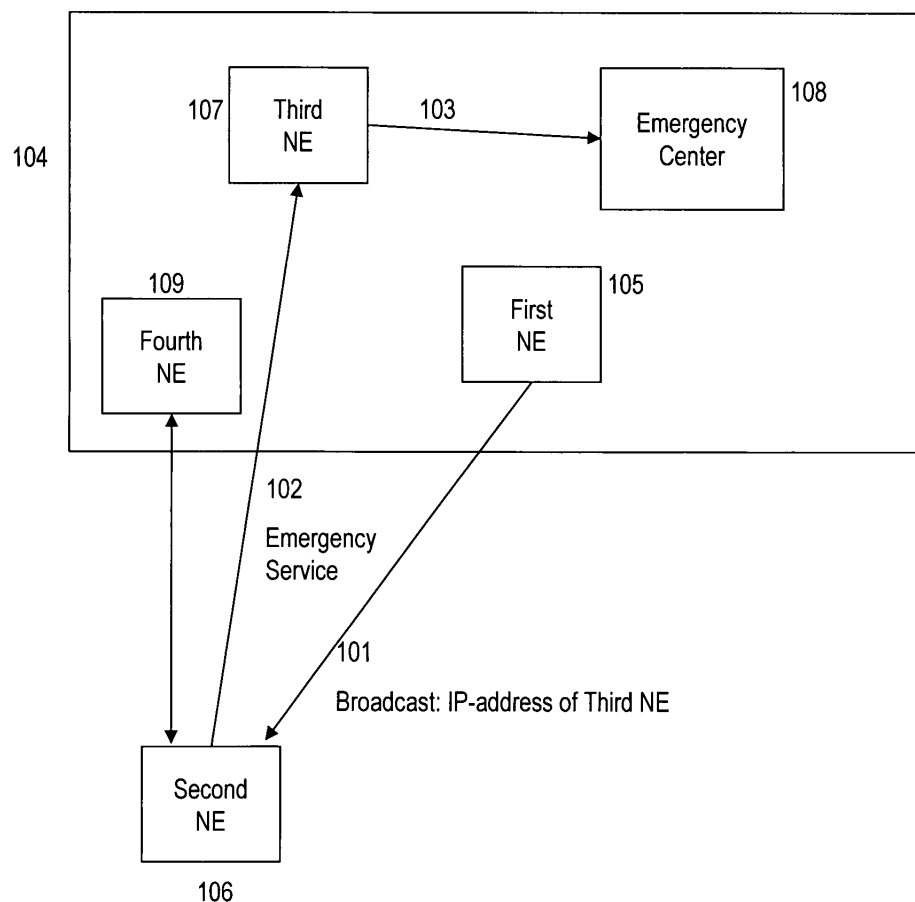 107
Third
NE
103
Emergency
Center
108
104
109
Fourth
NE
First
NE
105
102
Emergency
Service
101
Broadcast: IP-address of Third NE
Second
NE
106